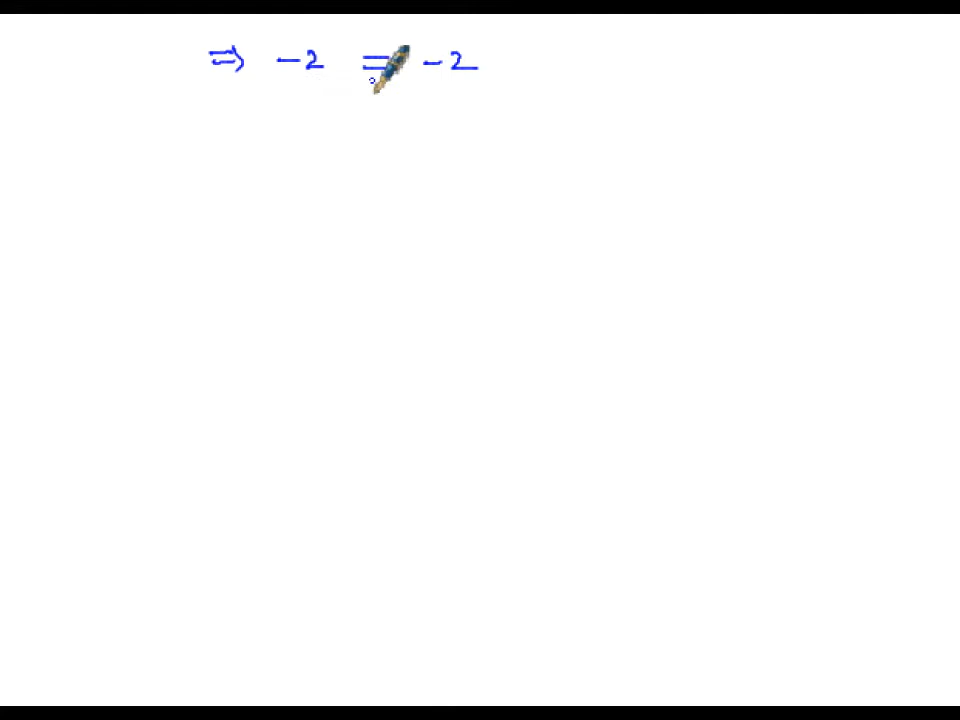 ⇒ -2 = -2